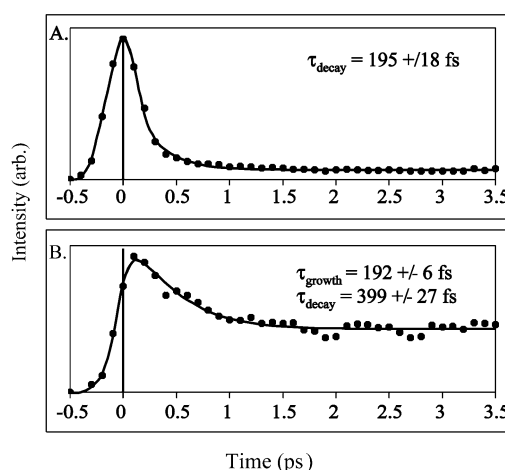 A.
τdecay = 195 +/18 fs
-0.5 0 0.5 1 1.5 2 2.5 3 3.5
Intensity (arb.)
B.
τgrowth = 192 +/- 6 fs
τdecay = 399 +/- 27 fs
-0.5 0 0.5 1 1.5 2 2.5 3 3.5
Time (ps)